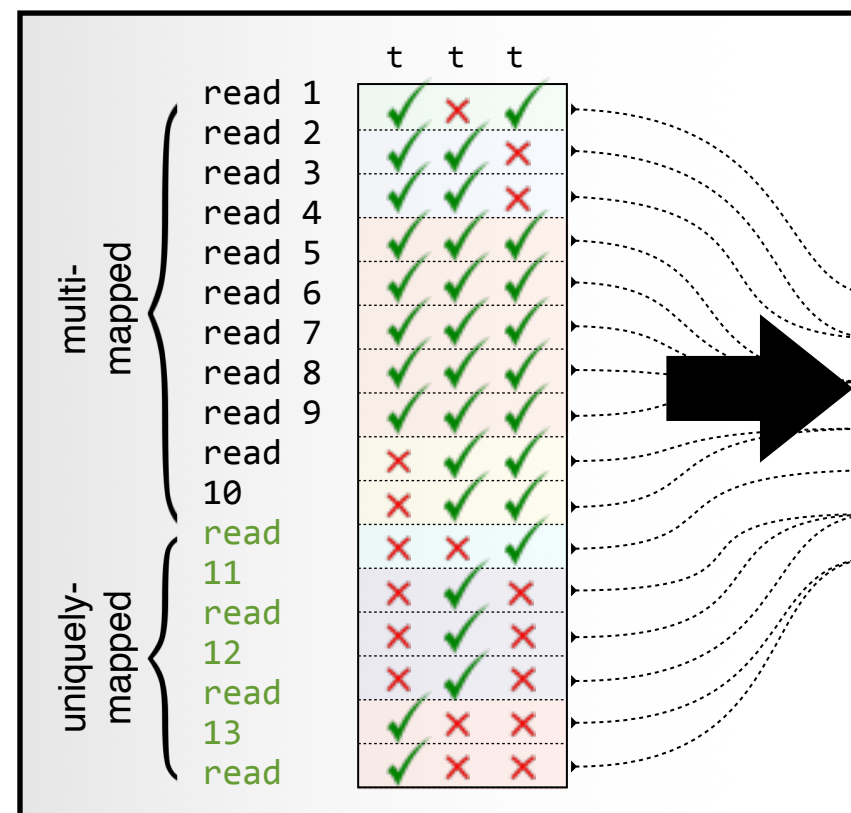 t t t
read 1
read 2
read 3
read 4
read 5
read 6
read 7
read 8
read 9
read
10
read
11
read
12
read
13
read
multi-
mapped
uniquely-
mapped